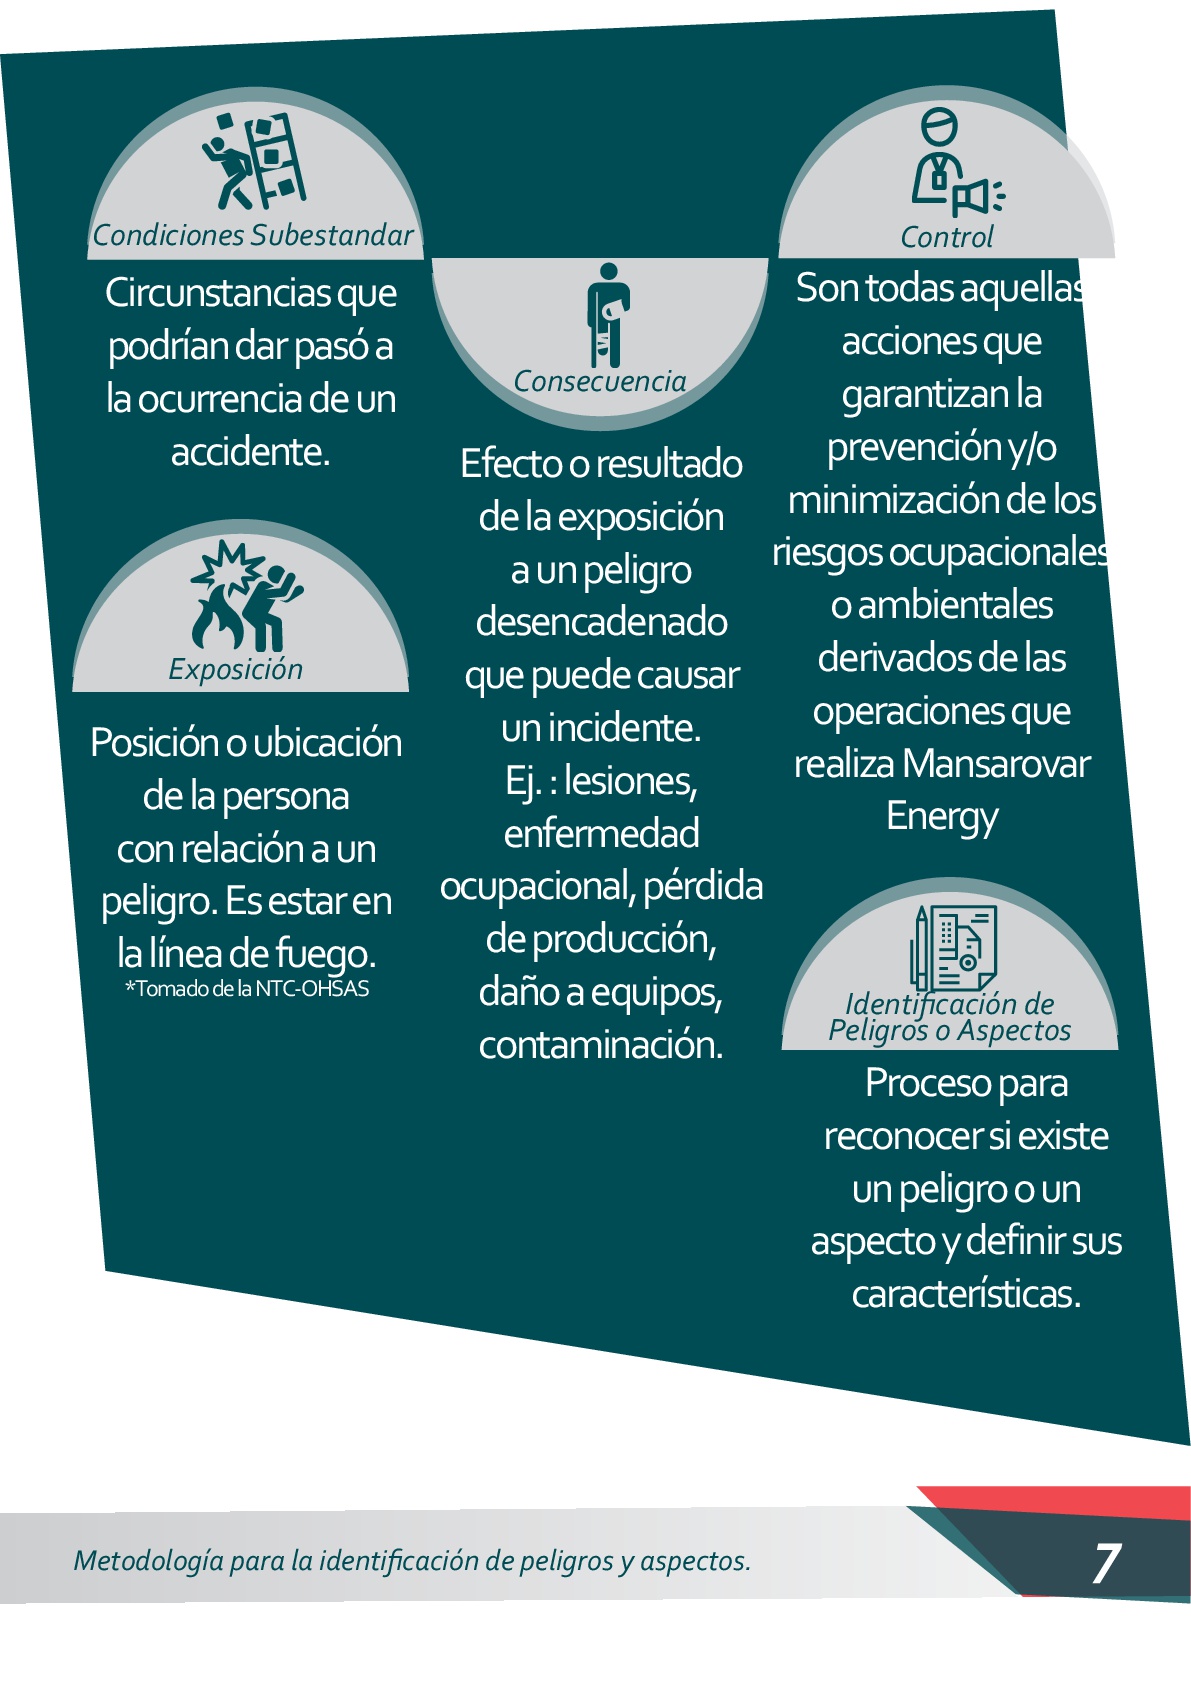 Condiciones Subestandar
Circunstancias que
podrían dar pasó a
la ocurrencia de un
accidente.
Exposición
Posición o ubicación
de la persona
con relación a un
peligro. Es estar en
la línea de fuego.
*Tomado de la NTC-OHSAS
Consecuencia
Efecto o resultado
de la exposición
a un peligro
desencadenado
que puede causar
un incidente.
Ej. : lesiones,
enfermedad
ocupacional, pérdida
de producción,
daño a equipos,
contaminación.
Control
Son todas aquellas
acciones que
garantizan la
prevención y/o
minimización de los
riesgos ocupacionales
o ambientales
derivados de las
operaciones que
realiza Mansarovar
Energy
Identificación de
Peligros o Aspectos
Proceso para
reconocer si existe
un peligro o un
aspecto y definir sus
características.
Metodología para la identificación de peligros y aspectos.
7